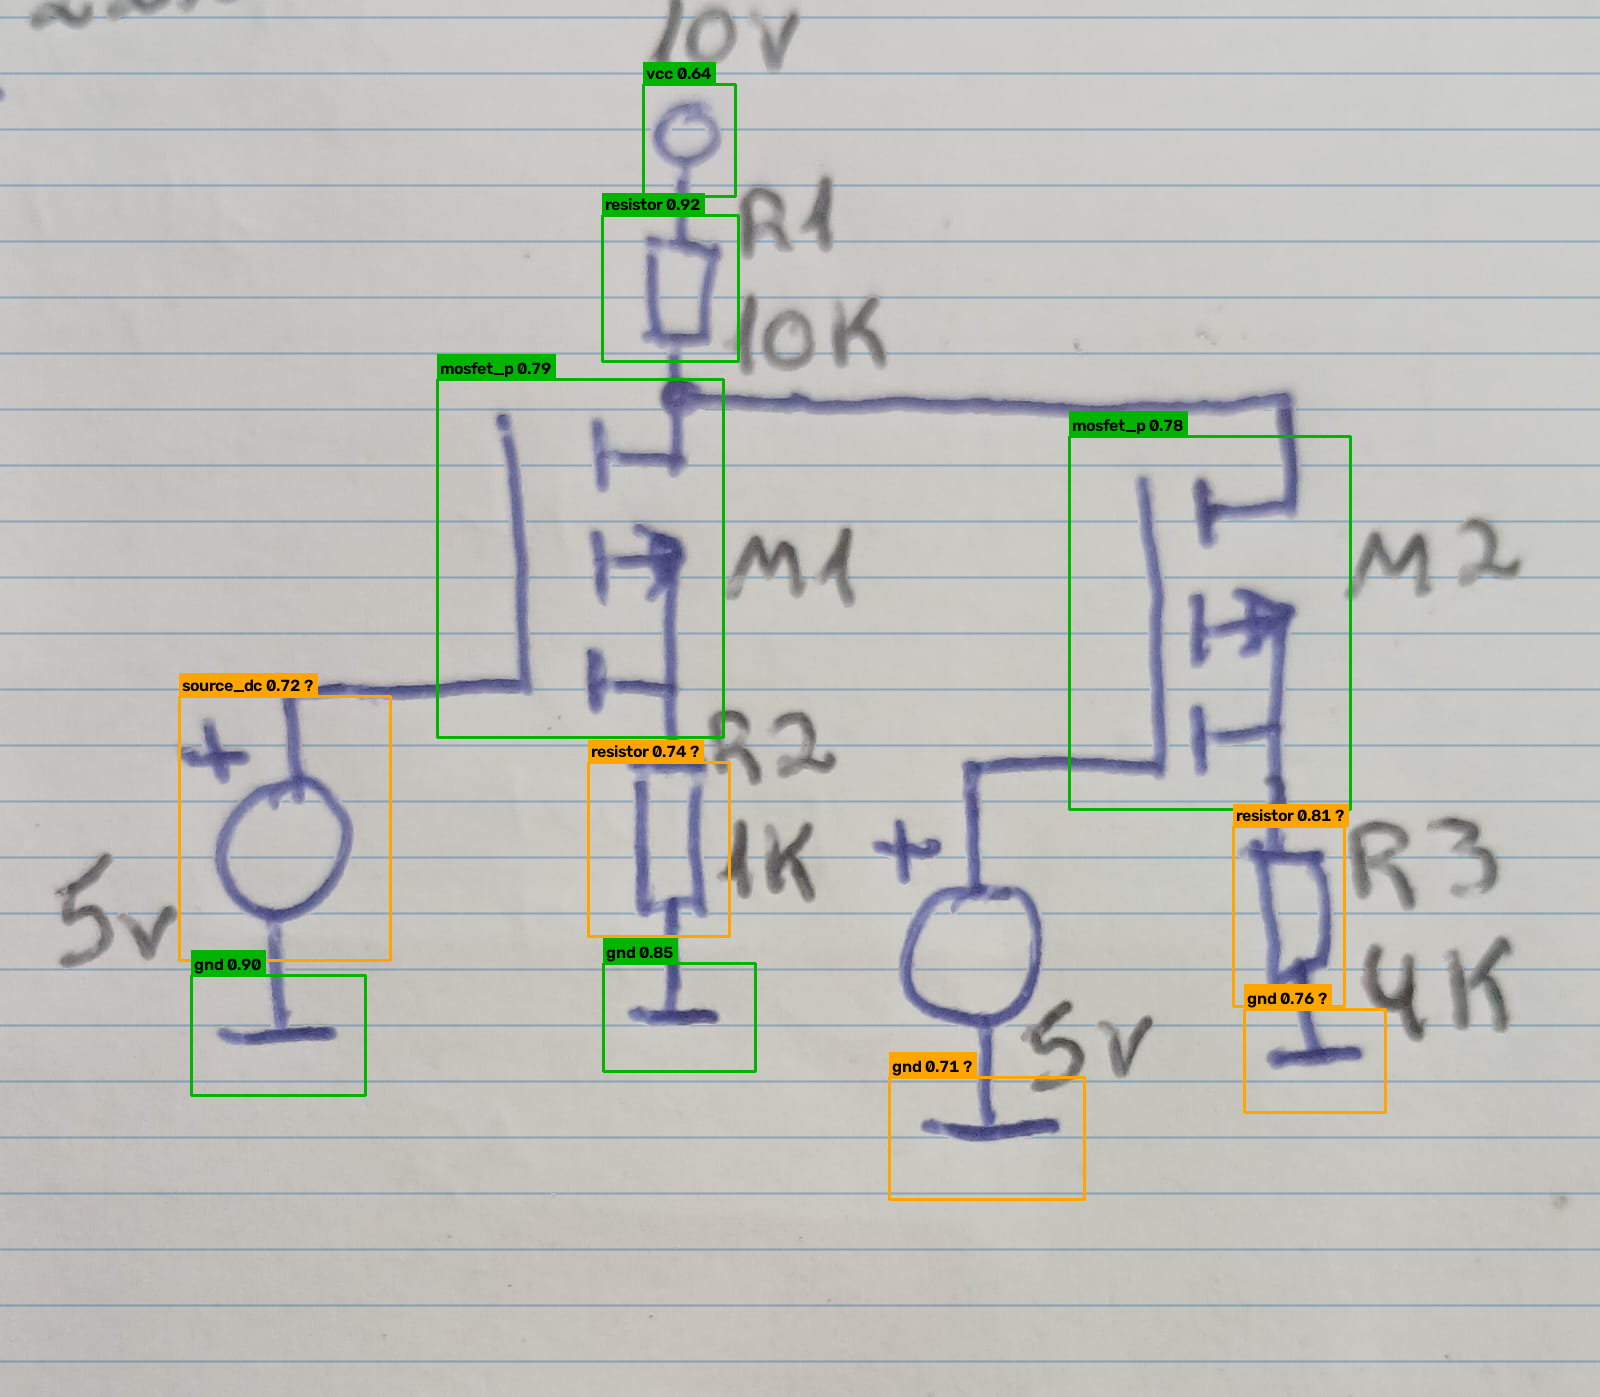 10V
vcc 0.64
resistor 0.92
R1
10K
mosfet_p 0.79
mosfet_p 0.78
M1
M2
source_dc 0.72 ?
+
R2
resistor 0.74 ?
1K
resistor 0.81 ?
R3
+
5v
gnd 0.85
gnd 0.90
4K
gnd 0.76 ?
5v
gnd 0.71 ?